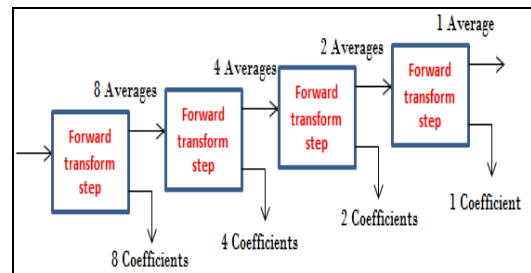 1 Average
2 Averages
4 Averages
8 Averages
Forward
transform
step
Forward
transform
step
Forward
transform
step
Forward
transform
step
8 Coefficients
4 Coefficients
2 Coefficients
1 Coefficient